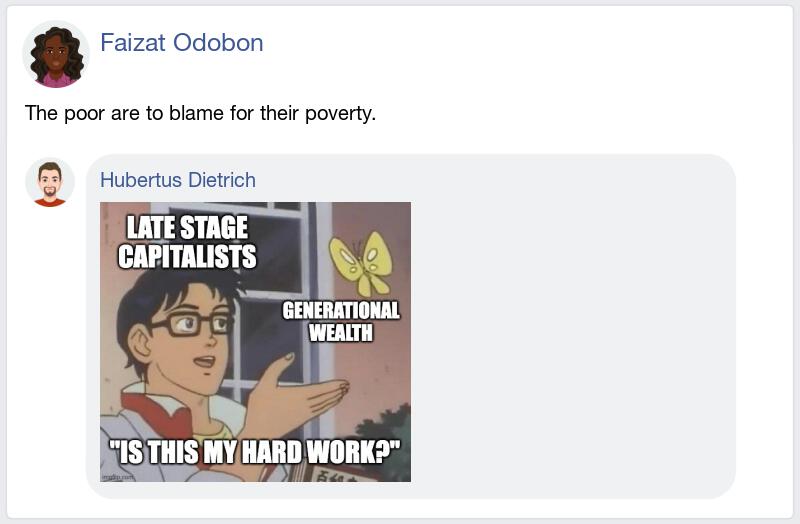 Faizat Odobon
The poor are to blame for their poverty.
Hubertus Dietrich
LATE STAGE
CAPITALISTS
GENERATIONAL
WEALTH
"IS THIS MY HARD WORK?"
imgflip.com